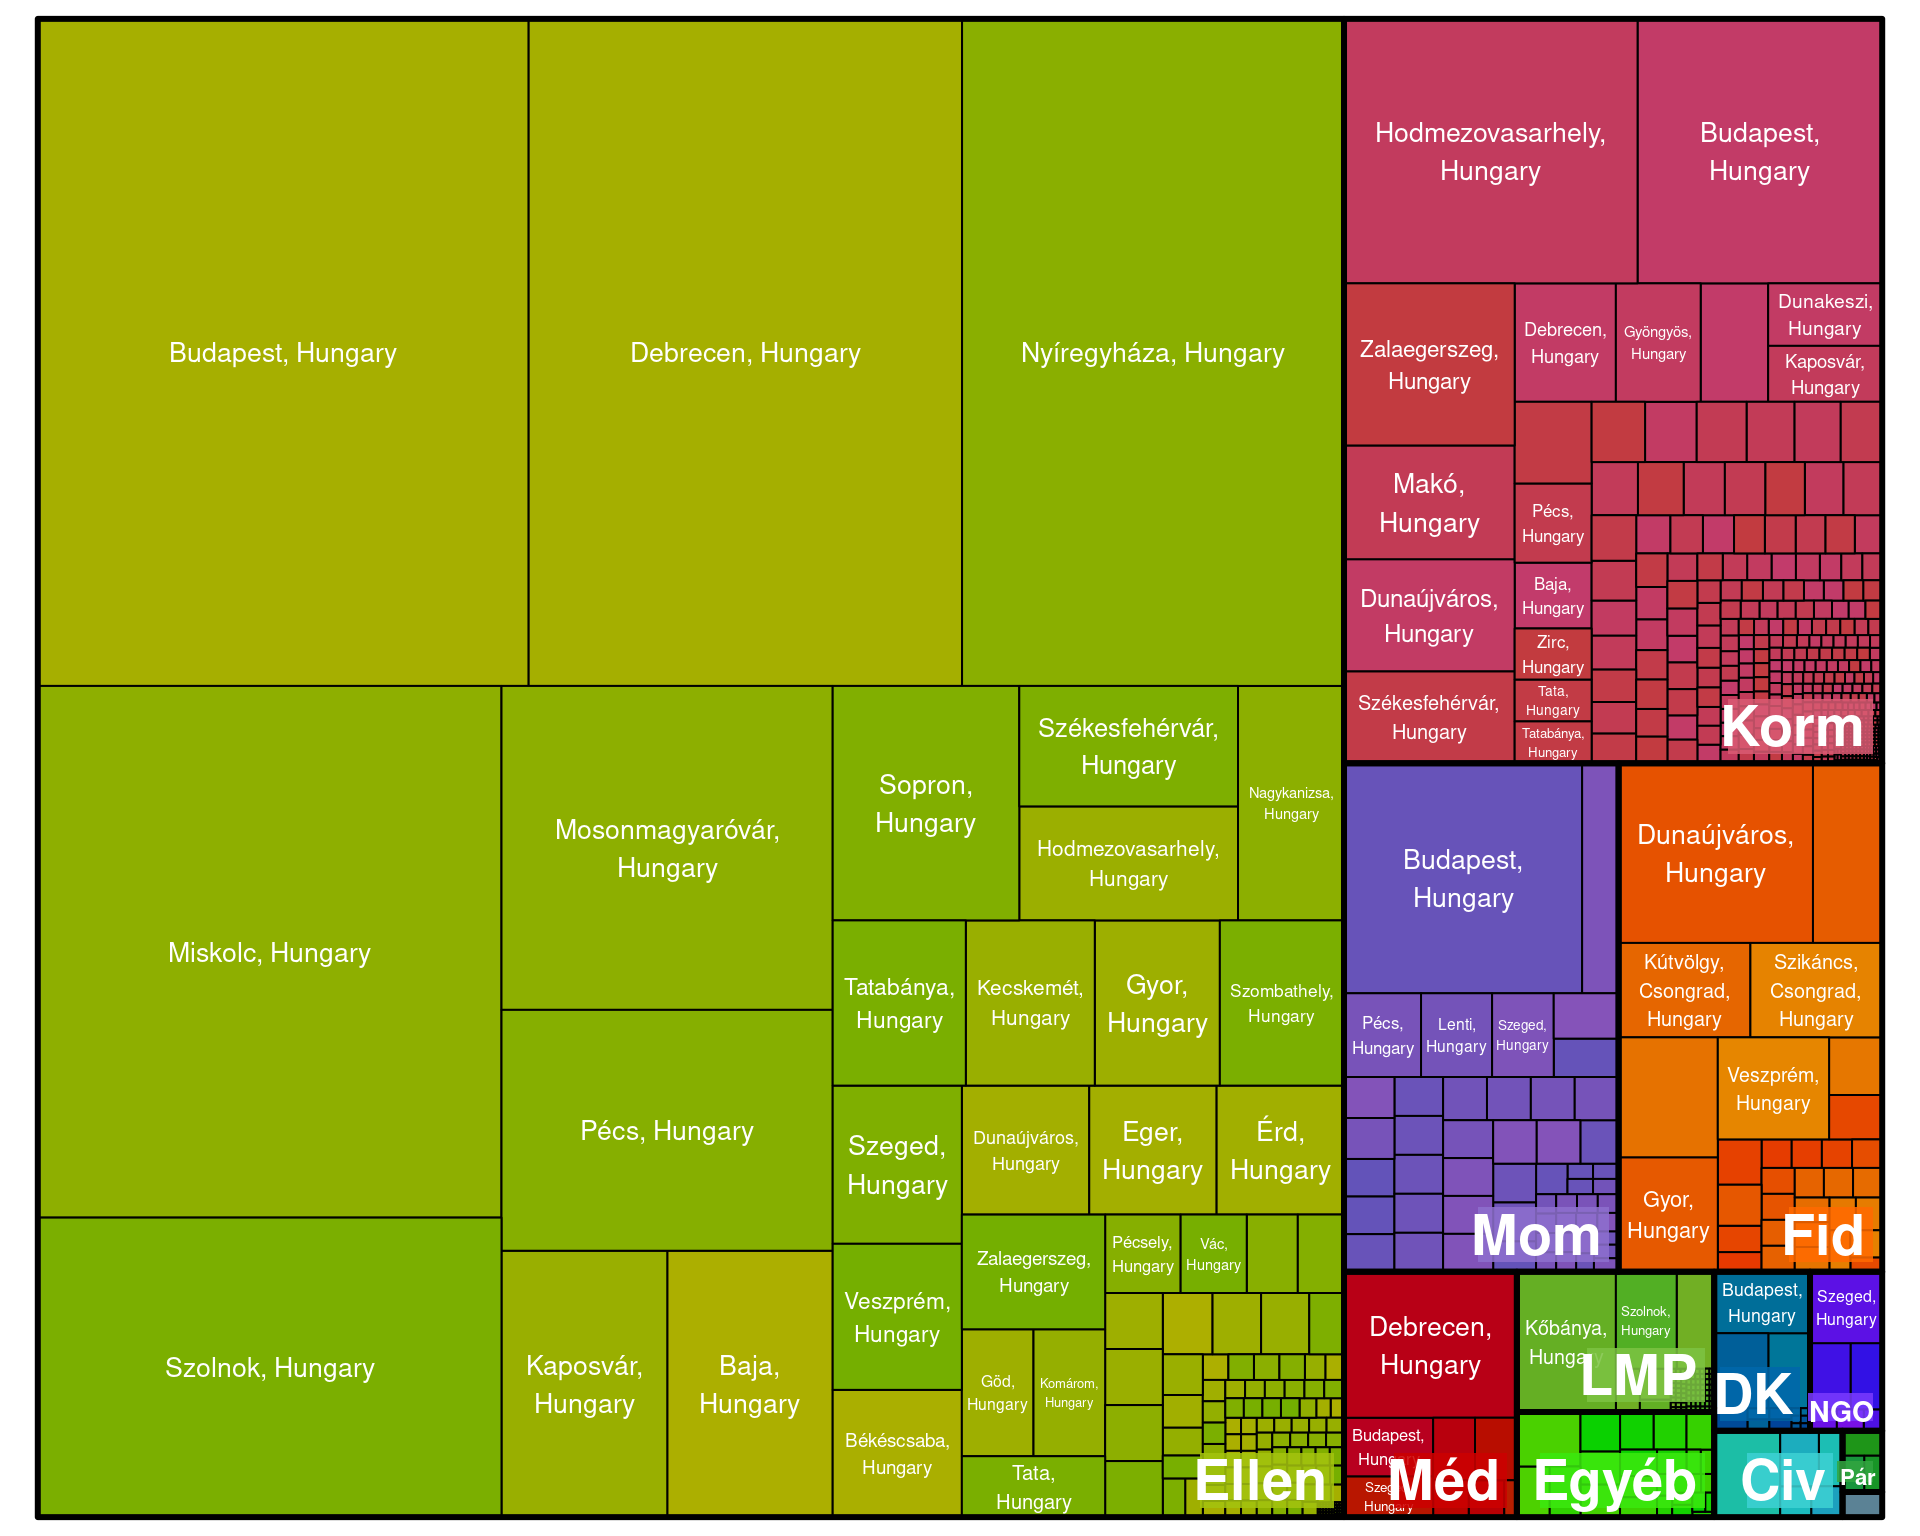 Budapest, Hungary
Debrecen, Hungary
Nyíregyháza, Hungary
Miskolc, Hungary
Szolnok, Hungary
Mosonmagyaróvár,
Hungary
Pécs, Hungary
Kaposvár,
Hungary
Baja,
Hungary
Sopron,
Hungary
Székesfehérvár,
Hungary
Hodmezovasarhely,
Hungary
Nagykanizsa,
Hungary
Tatabánya,
Hungary
Kecskemét,
Hungary
Gyor,
Hungary
Szombathely,
Hungary
Szeged,
Hungary
Veszprém,
Hungary
Békéscsaba,
Hungary
Dunaújváros,
Hungary
Eger,
Hungary
Érd,
Hungary
Zalaegerszeg,
Hungary
Pécsely,
Hungary
Vác,
Hungary
Göd,
Hungary
Komárom,
Hungary
Tata,
Hungary
Ellen
Hodmezovasarhely,
Hungary
Budapest,
Hungary
Zalaegerszeg,
Hungary
Makó,
Hungary
Dunaújváros,
Hungary
Székesfehérvár,
Hungary
Debrecen,
Hungary
Gyöngyös,
Hungary
Dunakeszi,
Hungary
Kaposvár,
Hungary
Pécs,
Hungary
Baja,
Hungary
Zirc,
Hungary
Tata,
Hungary
Tatabánya,
Hungary
Korm
Budapest,
Hungary
Pécs,
Hungary
Lenti,
Hungary
Szeged,
Hungary
Mom
Dunaújváros,
Hungary
Kútvölgy,
Csongrad,
Hungary
Szikáncs,
Csongrad,
Hungary
Veszprém,
Hungary
Gyor,
Hungary
Fid
Debrecen,
Hungary
Budapest,
Hungary
Szeged,
Hungary
Méd
Kőbánya,
Hungary
Szolnok,
Hungary
LMP
Budapest,
Hungary
DK
Szeged,
Hungary
NGO
Egyéb
Civ
Pár